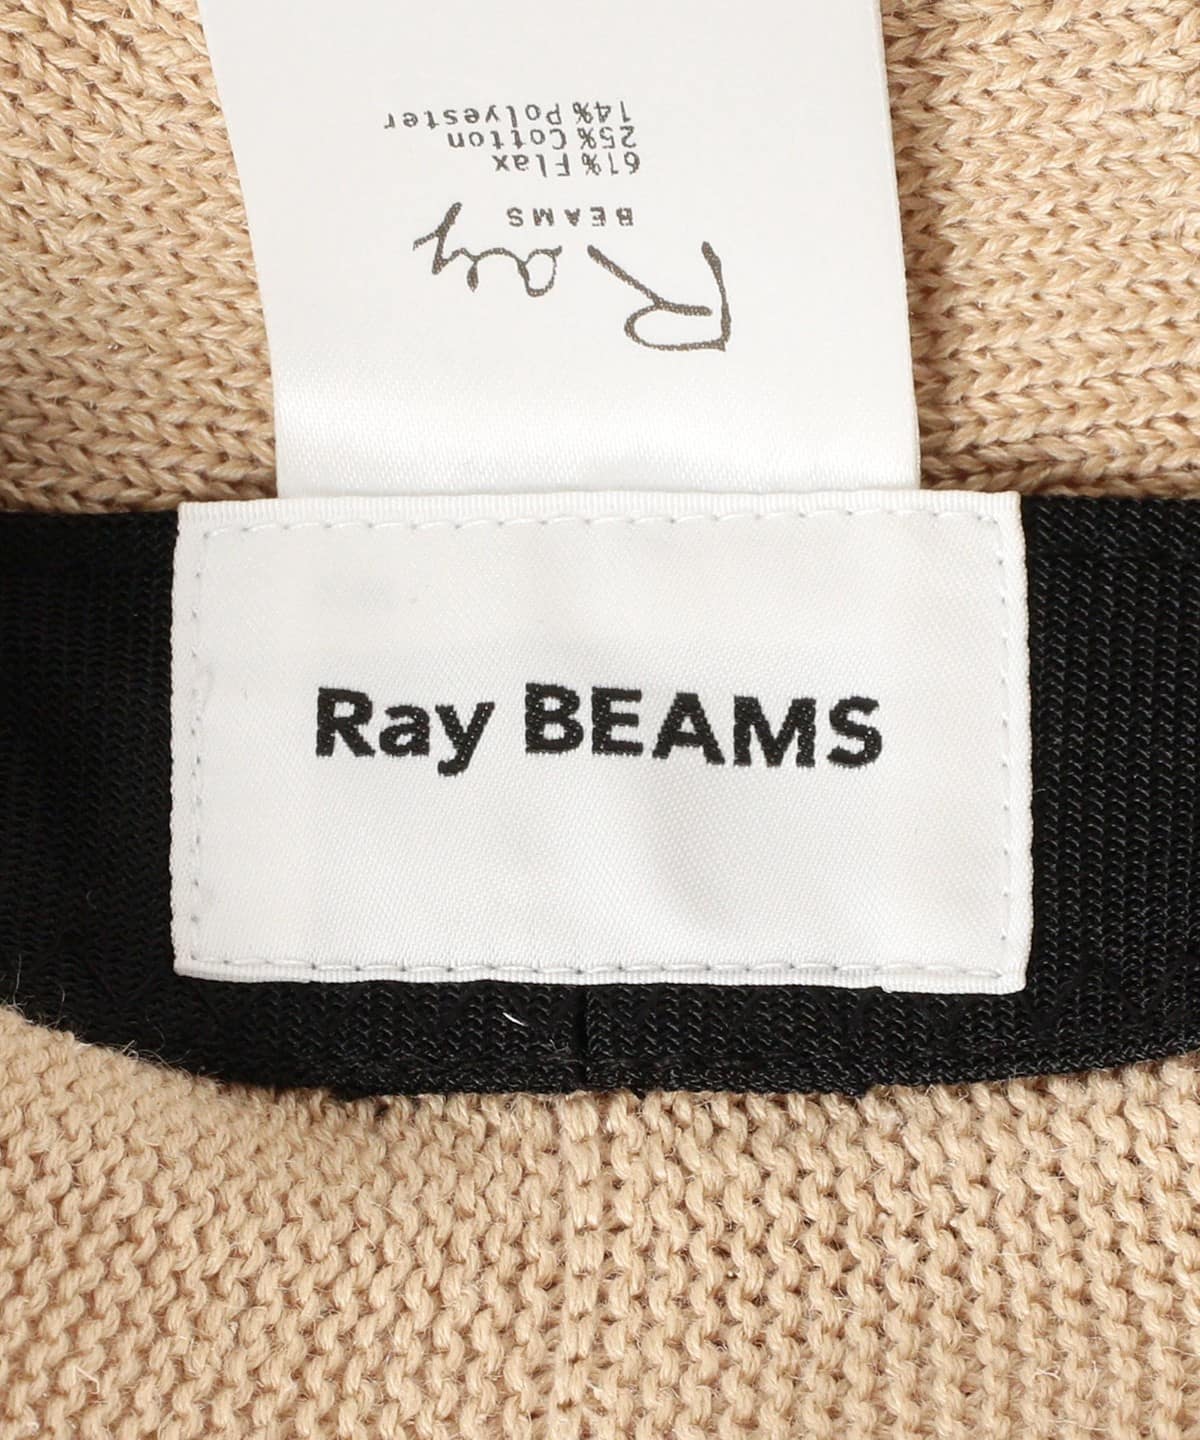 Ray
BEAMS
61% Flax
25% Cotton
14% Polyester
Ray BEAMS